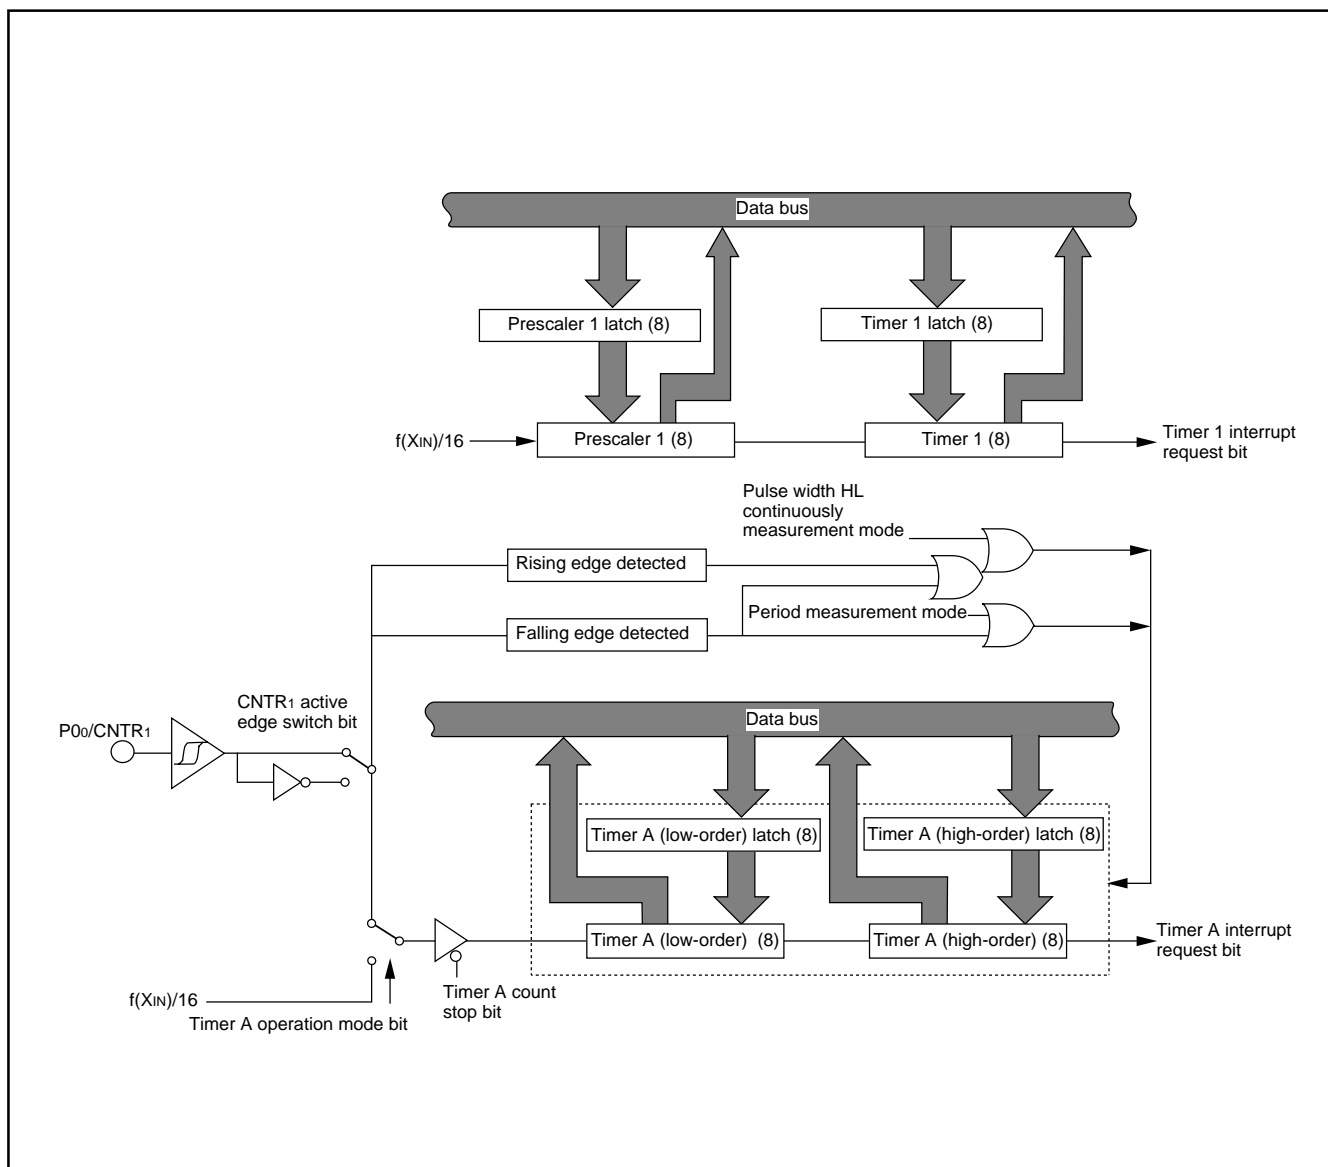 Data bus
Prescaler 1 latch (8)
Timer 1 latch (8)
f(XIN)/16
Prescaler 1 (8)
Timer 1 (8)
Timer 1 interrupt
request bit
Pulse width HL
continuously
measurement mode
Rising edge detected
Period measurement mode
Falling edge detected
CNTR1 active
edge switch bit
P00/CNTR1
Data bus
Timer A (low-order) latch (8)
Timer A (high-order) latch (8)
Timer A (low-order) (8)
Timer A (high-order) (8)
Timer A interrupt
request bit
f(XIN)/16
Timer A count
stop bit
Timer A operation mode bit